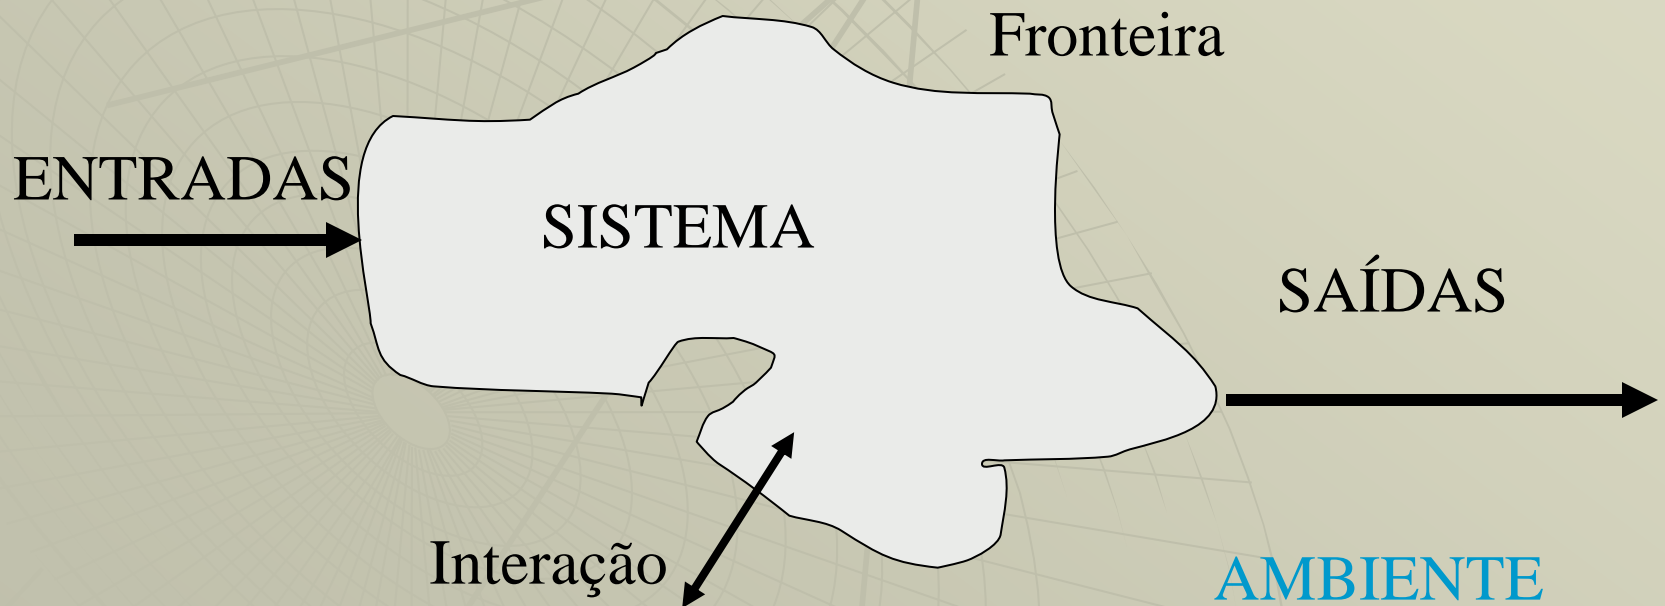 Fronteira
ENTRADAS
SISTEMA
SAÍDAS
Interação
AMBIENTE